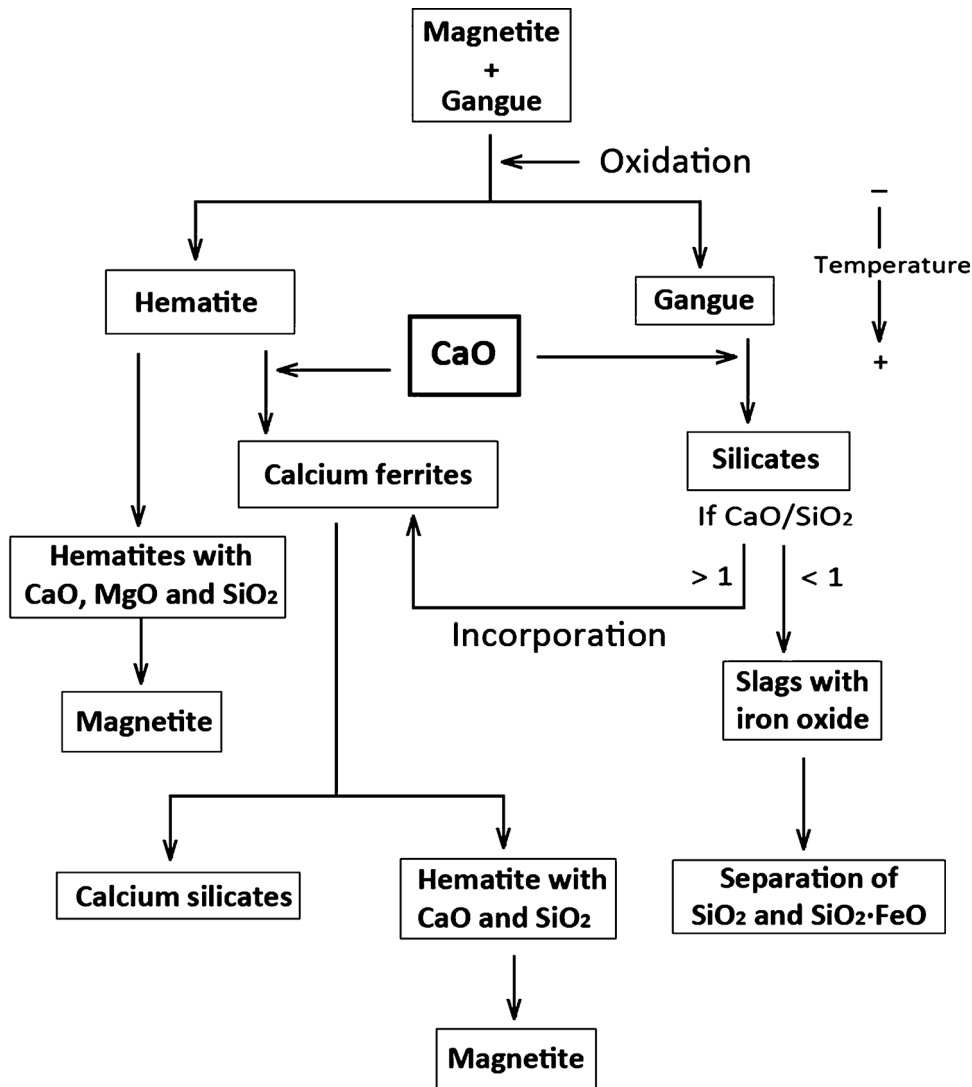 Magnetite
+
Gangue
Oxidation
−
Temperature
+
Hematite
Gangue
CaO
Calcium ferrites
Silicates
If CaO/SiO₂
> 1
< 1
Hematites with
CaO, MgO and SiO₂
Incorporation
Magnetite
Slags with
iron oxide
Calcium silicates
Hematite with
CaO and SiO₂
Separation of
SiO₂ and SiO₂·FeO
Magnetite